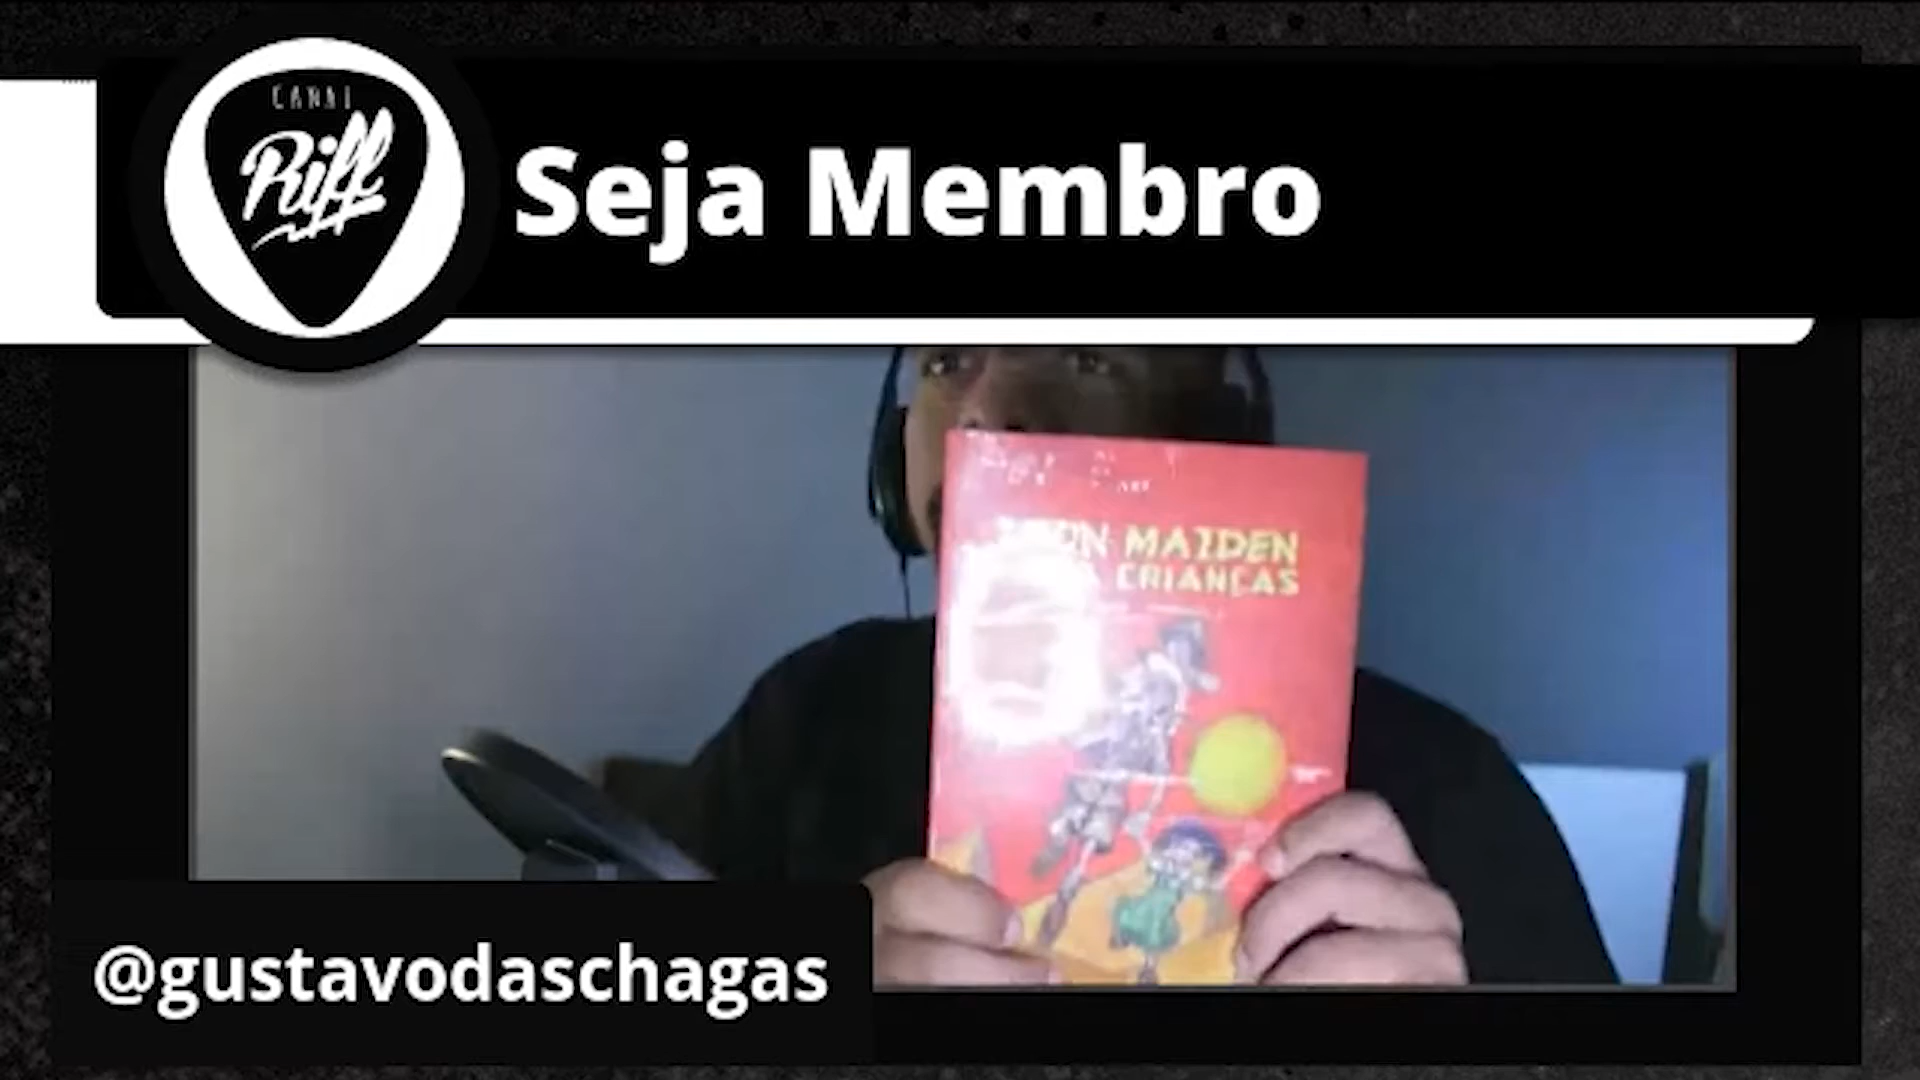 CANAL
Riff
Seja Membro
MAIDEN
CRIANÇAS
@gustavodaschagas